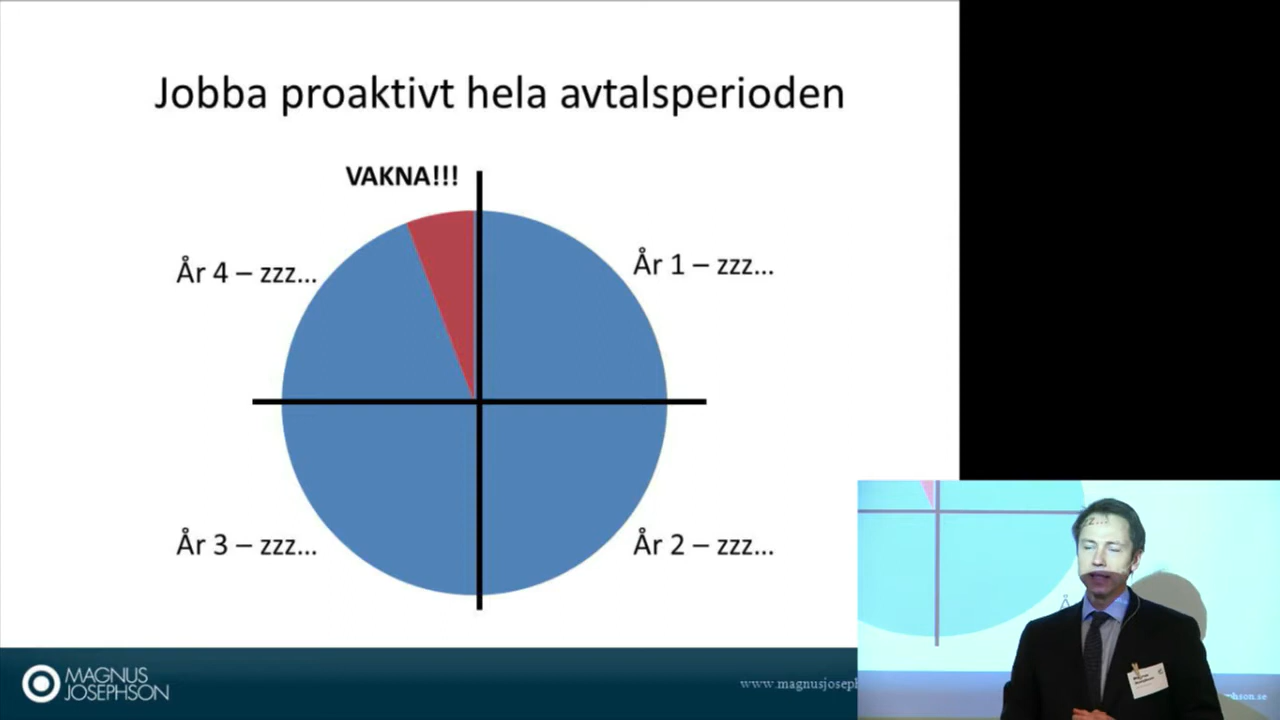 Jobba proaktivt hela avtalsperioden
VAKNA!!!
År 4 – zzz...
År 1 – zzz...
År 3 – zzz...
År 2 – zzz...
MAGNUS
JOSEPHSON